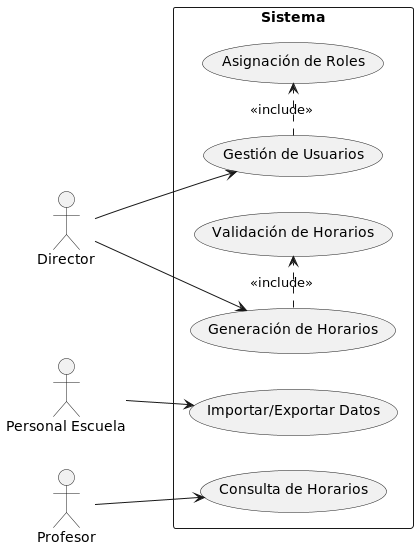 Sistema
Asignación de Roles
«include»
Gestión de Usuarios
Validación de Horarios
Director
«include»
Generación de Horarios
Importar/Exportar Datos
Personal Escuela
Consulta de Horarios
Profesor